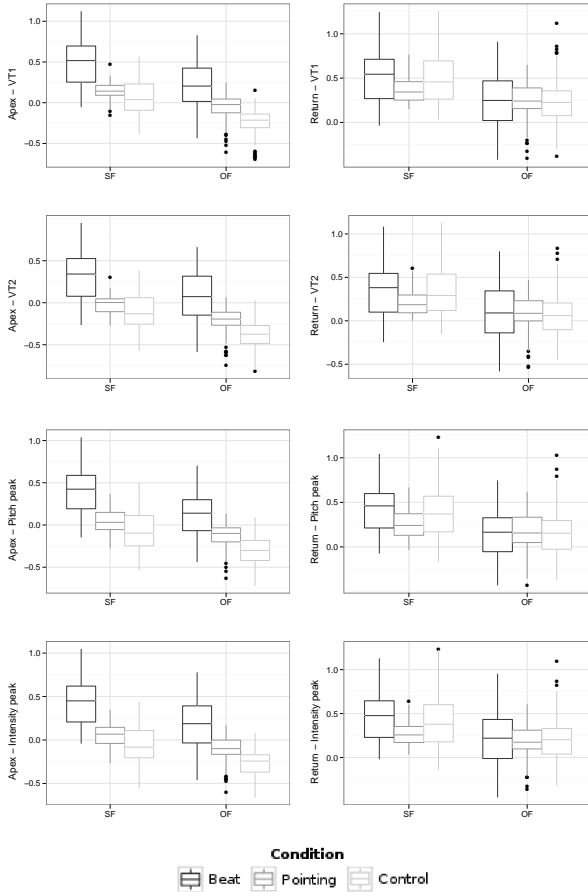 Apex − VT1
1.0
0.5
0.0
−0.5
SF
OF
Return − VT1
1.0
0.5
0.0
SF
OF
Apex − VT2
0.5
0.0
−0.5
SF
OF
Return − VT2
1.0
0.5
0.0
−0.5
SF
OF
Apex − Pitch peak
1.0
0.5
0.0
−0.5
SF
OF
Return − Pitch peak
1.0
0.5
0.0
SF
OF
Apex − Intensity peak
1.0
0.5
0.0
−0.5
SF
OF
Return − Intensity peak
1.0
0.5
0.0
SF
OF
Condition
Beat Pointing Control